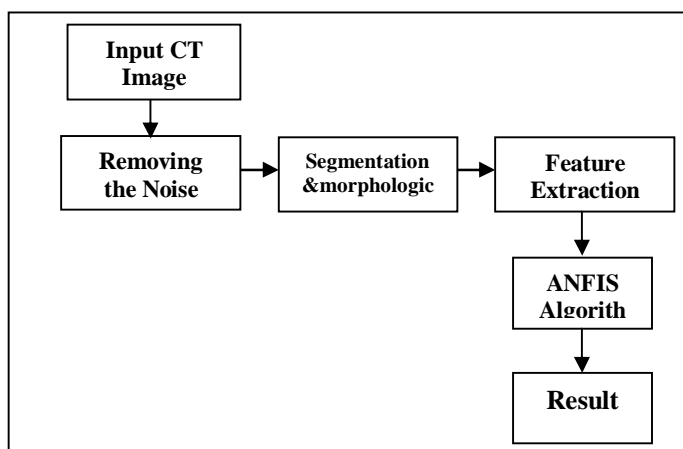 Input CT
Image
Removing
the Noise
Segmentation
&morphologic
Feature
Extraction
ANFIS
Algorith
Result